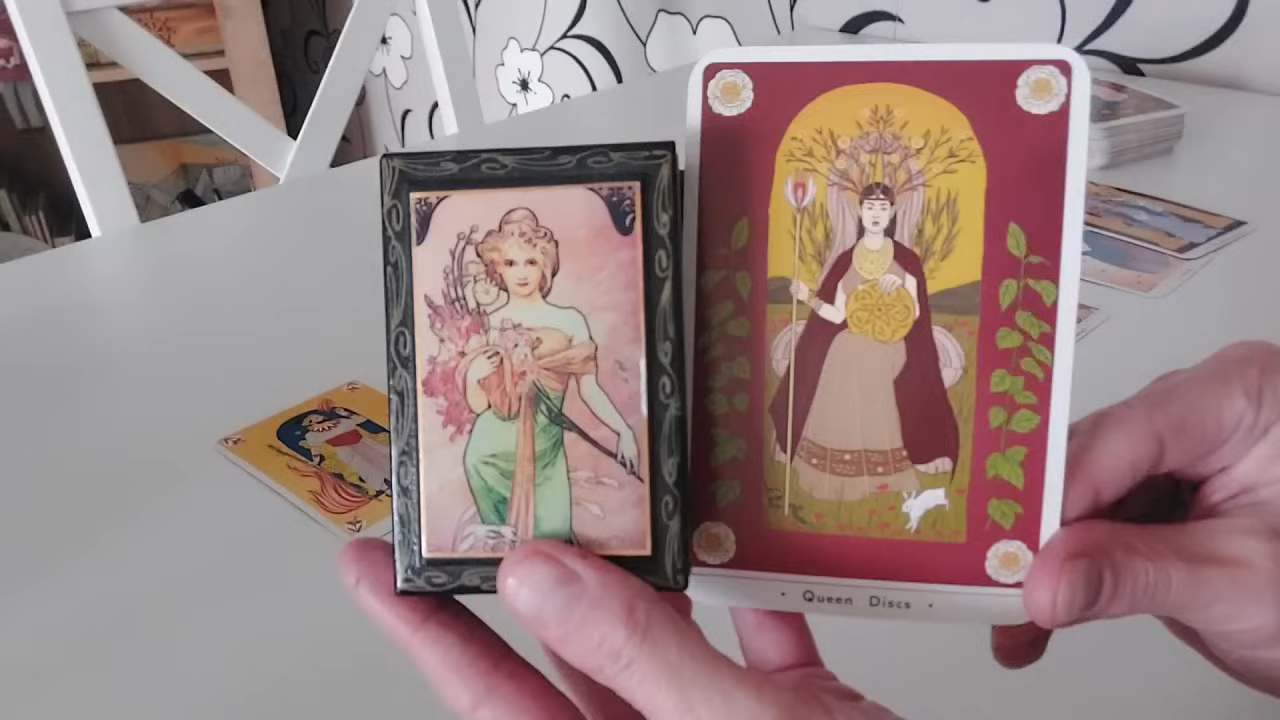 • Queen Discs •